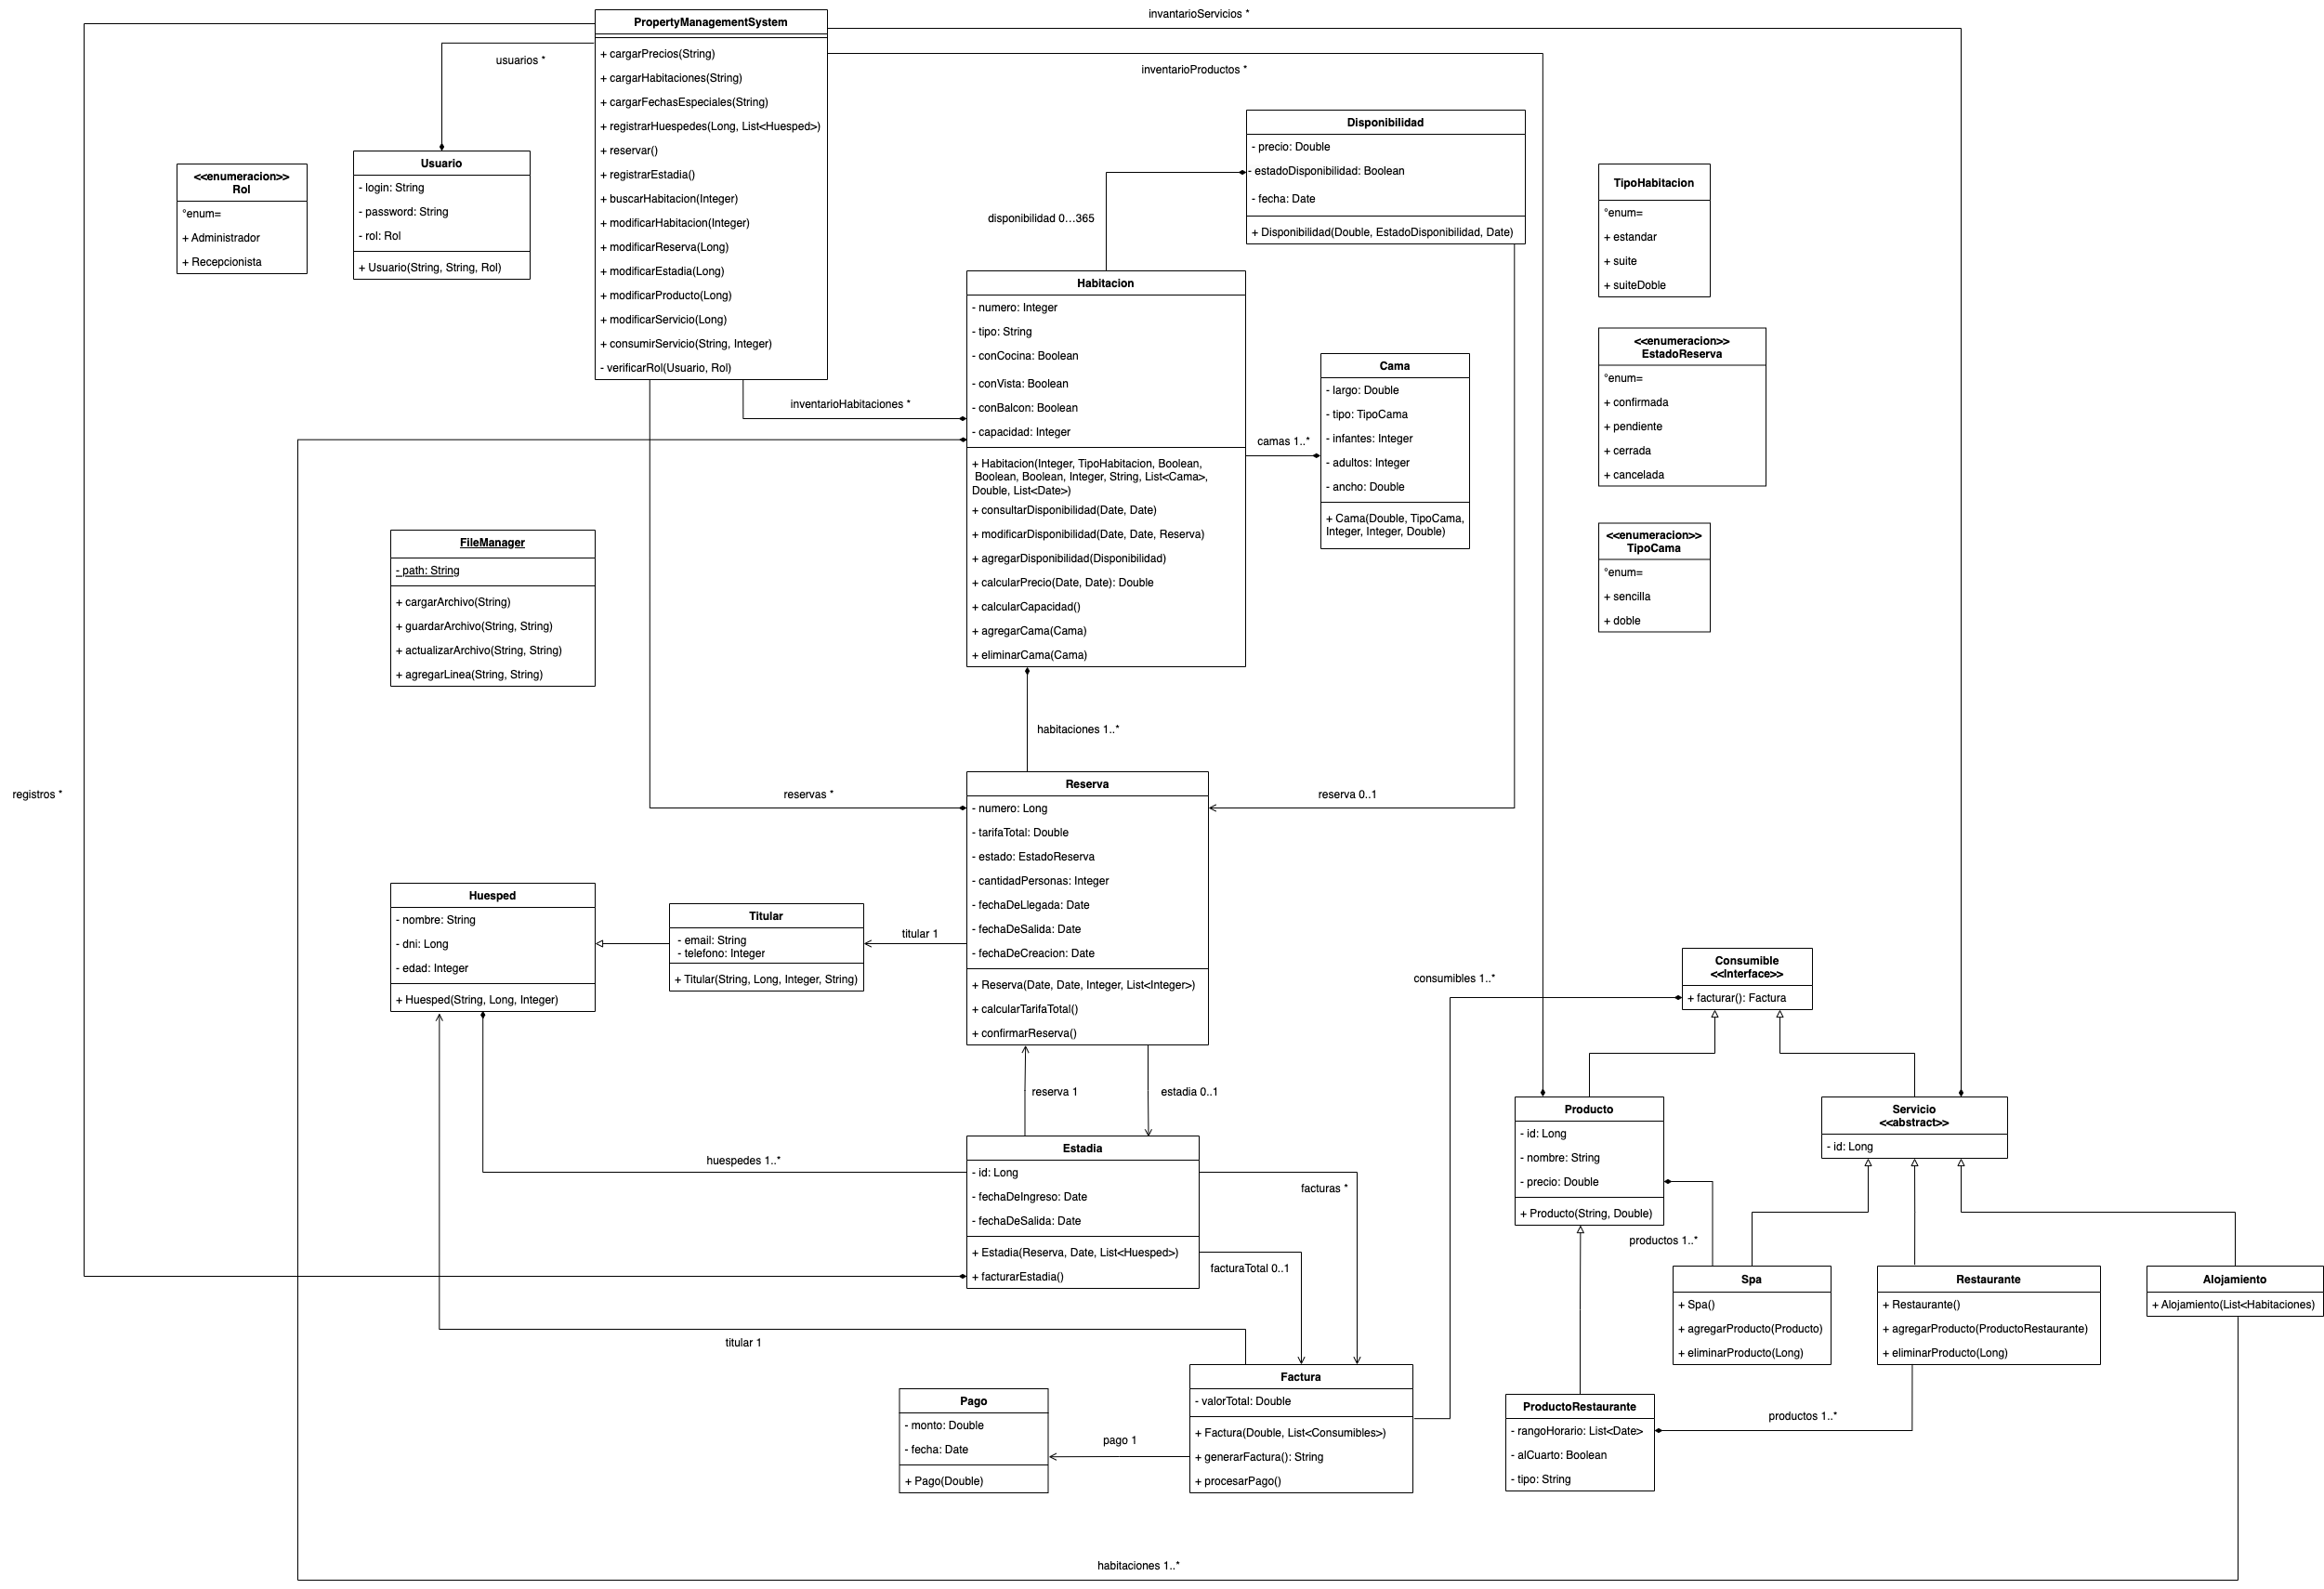 PropertyManagementSystem
+ cargarPrecios(String)
+ cargarHabitaciones(String)
+ cargarFechasEspeciales(String)
+ registrarHuespedes(Long, List<Huesped>)
+ reservar()
+ registrarEstadia()
+ buscarHabitacion(Integer)
+ modificarHabitacion(Integer)
+ modificarReserva(Long)
+ modificarEstadia(Long)
+ modificarProducto(Long)
+ modificarServicio(Long)
+ consumirServicio(String, Integer)
- verificarRol(Usuario, Rol)
invantarioServicios *
inventarioProductos *
usuarios *
<<enumeracion>>
Rol
°enum=
+ Administrador
+ Recepcionista
Usuario
- login: String
- password: String
- rol: Rol
+ Usuario(String, String, Rol)
Disponibilidad
- precio: Double
- estadoDisponibilidad: Boolean
- fecha: Date
+ Disponibilidad(Double, EstadoDisponibilidad, Date)
disponibilidad 0...365
TipoHabitacion
°enum=
+ estandar
+ suite
+ suiteDoble
Habitacion
- numero: Integer
- tipo: String
- conCocina: Boolean
- conVista: Boolean
- conBalcon: Boolean
- capacidad: Integer
+ Habitacion(Integer, TipoHabitacion, Boolean,
Boolean, Boolean, Integer, String, List<Cama>,
Double, List<Date>)
+ consultarDisponibilidad(Date, Date)
+ modificarDisponibilidad(Date, Date, Reserva)
+ agregarDisponibilidad(Disponibilidad)
+ calcularPrecio(Date, Date): Double
+ calcularCapacidad()
+ agregarCama(Cama)
+ eliminarCama(Cama)
inventarioHabitaciones *
camas 1..*
Cama
- largo: Double
- tipo: TipoCama
- infantes: Integer
- adultos: Integer
- ancho: Double
+ Cama(Double, TipoCama,
Integer, Integer, Double)
<<enumeracion>>
EstadoReserva
°enum=
+ confirmada
+ pendiente
+ cerrada
+ cancelada
<<enumeracion>>
TipoCama
°enum=
+ sencilla
+ doble
FileManager
- path: String
+ cargarArchivo(String)
+ guardarArchivo(String, String)
+ actualizarArchivo(String, String)
+ agregarLinea(String, String)
habitaciones 1..*
registros *
reservas *
reserva 0..1
Reserva
- numero: Long
- tarifaTotal: Double
- estado: EstadoReserva
- cantidadPersonas: Integer
- fechaDeLlegada: Date
- fechaDeSalida: Date
- fechaDeCreacion: Date
+ Reserva(Date, Date, Integer, List<Integer>)
+ calcularTarifaTotal()
+ confirmarReserva()
Huesped
- nombre: String
- dni: Long
- edad: Integer
+ Huesped(String, Long, Integer)
Titular
- email: String
- telefono: Integer
+ Titular(String, Long, Integer, String)
titular 1
consumibles 1..*
Consumible
<<Interface>>
+ facturar(): Factura
reserva 1
estadia 0..1
Producto
- id: Long
- nombre: String
- precio: Double
+ Producto(String, Double)
Servicio
<<abstract>>
- id: Long
huespedes 1..*
Estadia
- id: Long
- fechaDeIngreso: Date
- fechaDeSalida: Date
+ Estadia(Reserva, Date, List<Huesped>)
+ facturarEstadia()
facturas *
facturaTotal 0..1
productos 1..*
Spa
+ Spa()
+ agregarProducto(Producto)
+ eliminarProducto(Long)
Restaurante
+ Restaurante()
+ agregarProducto(ProductoRestaurante)
+ eliminarProducto(Long)
Alojamiento
+ Alojamiento(List<Habitaciones)
titular 1
Factura
- valorTotal: Double
+ Factura(Double, List<Consumibles>)
+ generarFactura(): String
+ procesarPago()
Pago
- monto: Double
- fecha: Date
+ Pago(Double)
pago 1
ProductoRestaurante
- rangoHorario: List<Date>
- alCuarto: Boolean
- tipo: String
productos 1..*
habitaciones 1..*